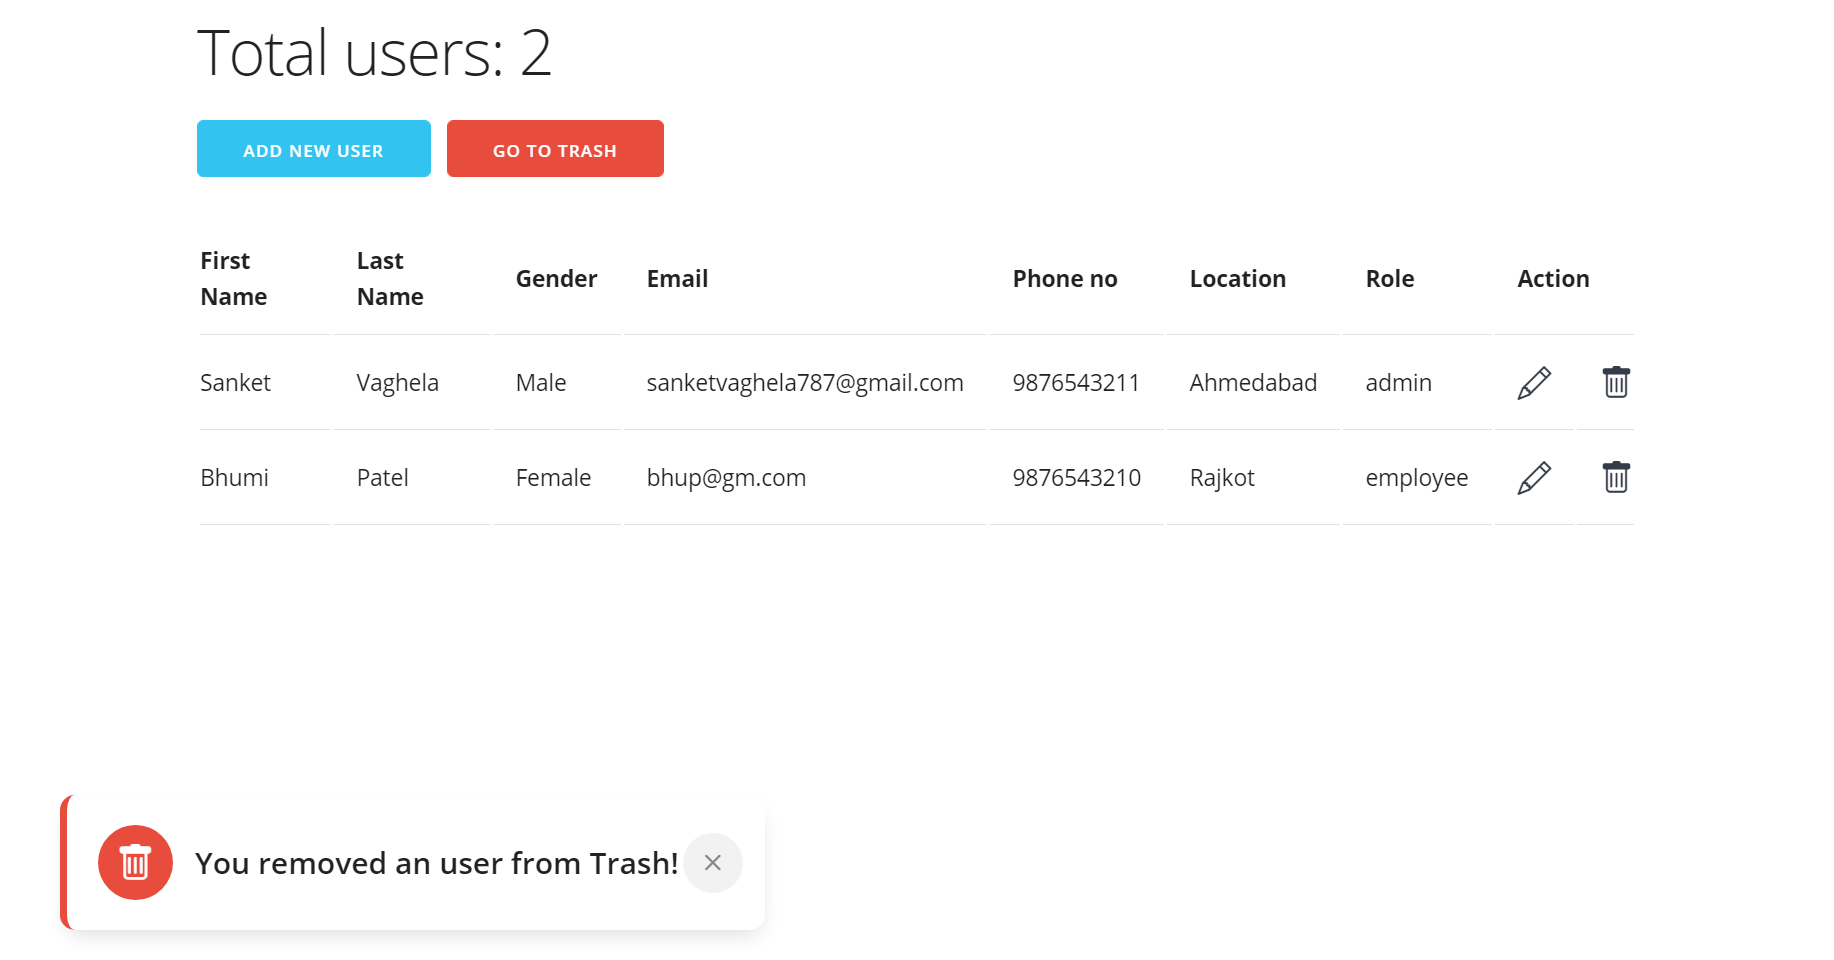 Total users: 2
ADD NEW USER GO TO TRASH
First Name Last Name Gender Email Phone no Location Role Action
Sanket Vaghela Male sanketvaghela787@gmail.com 9876543211 Ahmedabad admin
Bhumi Patel Female bhup@gm.com 9876543210 Rajkot employee
You removed an user from Trash!